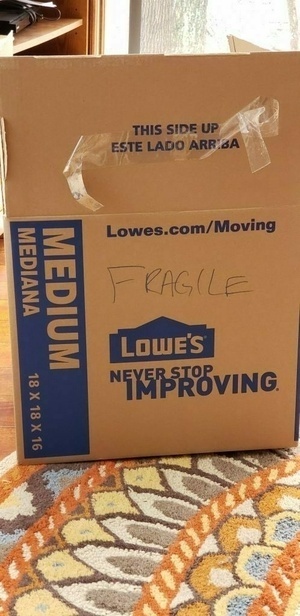 THIS SIDE UP
ESTE LADO ARRIBA
Lowes.com/Moving
MEDIUM
MEDIANA
18 X 18 X 16
FRAGILE
LOWE'S
NEVER STOP
IMPROVING